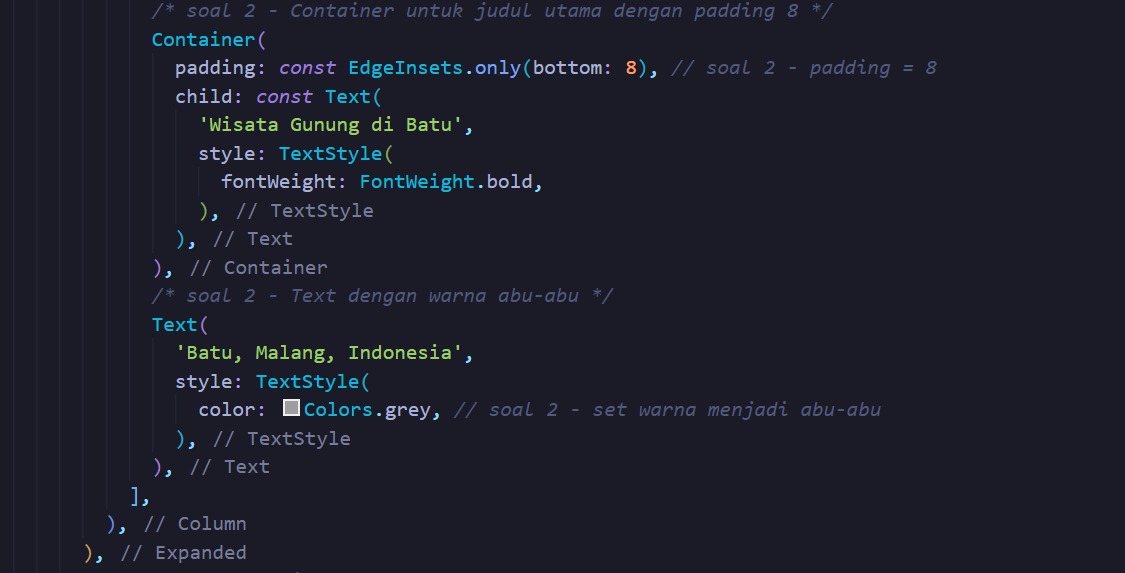 /* soal 2 - Container untuk judul utama dengan padding 8 */
Container(
padding: const EdgeInsets.only(bottom: 8), // soal 2 - padding = 8
child: const Text(
'Wisata Gunung di Batu',
style: TextStyle(
fontWeight: FontWeight.bold,
), // TextStyle
), // Text
), // Container
/* soal 2 - Text dengan warna abu-abu */
Text(
'Batu, Malang, Indonesia',
style: TextStyle(
color: Colors.grey, // soal 2 - set warna menjadi abu-abu
), // TextStyle
), // Text
],
), // Column
), // Expanded